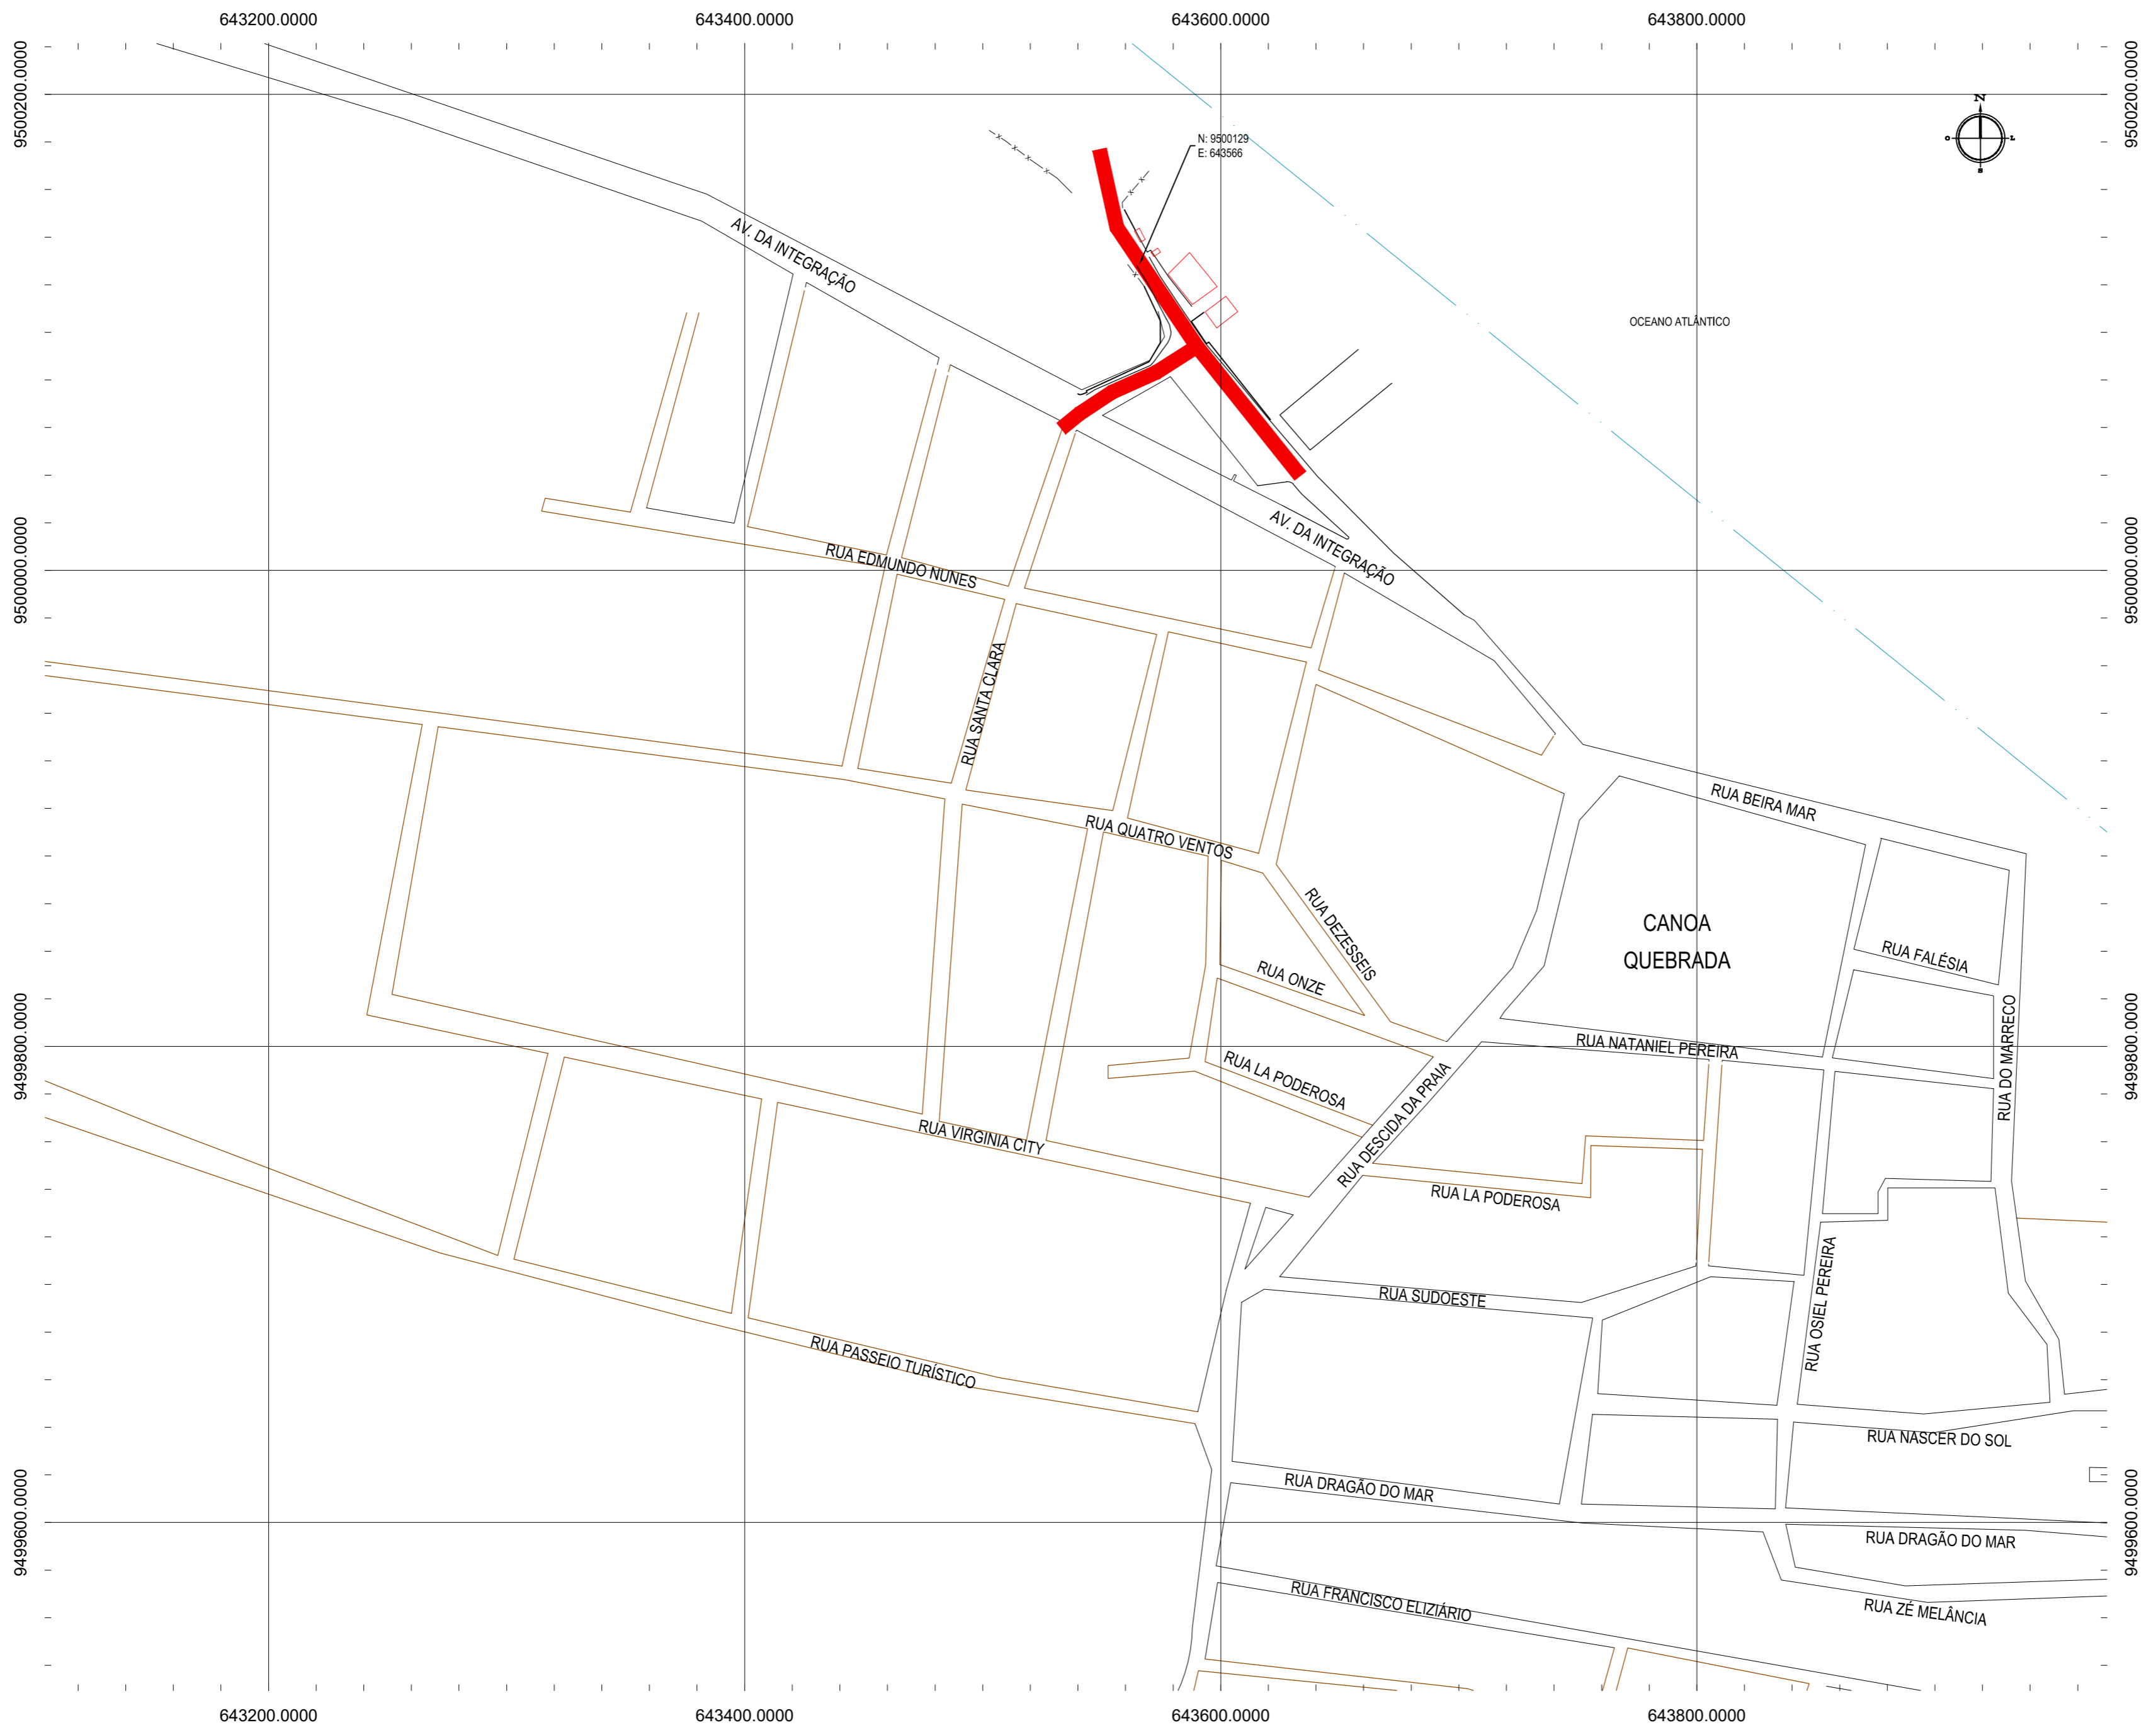 643200.0000
643400.0000
643600.0000
643800.0000
9500200.0000
9500200.0000
N
O
L
S
N: 9500129
E: 643566
AV. DA INTEGRAÇÃO
OCEANO ATLÂNTICO
AV. DA INTEGRAÇÃO
RUA EDMUNDO NUNES
9500000.0000
9500000.0000
RUA SANTA CLARA
RUA BEIRA MAR
RUA QUATRO VENTOS
RUA DEZESSEIS
CANOA
QUEBRADA
RUA FALÉSIA
RUA ONZE
RUA NATANIEL PEREIRA
RUA DO MARRECO
9499800.0000
9499800.0000
RUA LA PODEROSA
RUA DESCIDA DA PRAIA
RUA VIRGINIA CITY
RUA LA PODEROSA
RUA SUDOESTE
RUA OSIEL PEREIRA
RUA PASSEIO TURÍSTICO
RUA NASCER DO SOL
RUA DRAGÃO DO MAR
9499600.0000
9499600.0000
RUA DRAGÃO DO MAR
RUA FRANCISCO ELIZIÁRIO
RUA ZÉ MELÂNCIA
643200.0000
643400.0000
643600.0000
643800.0000